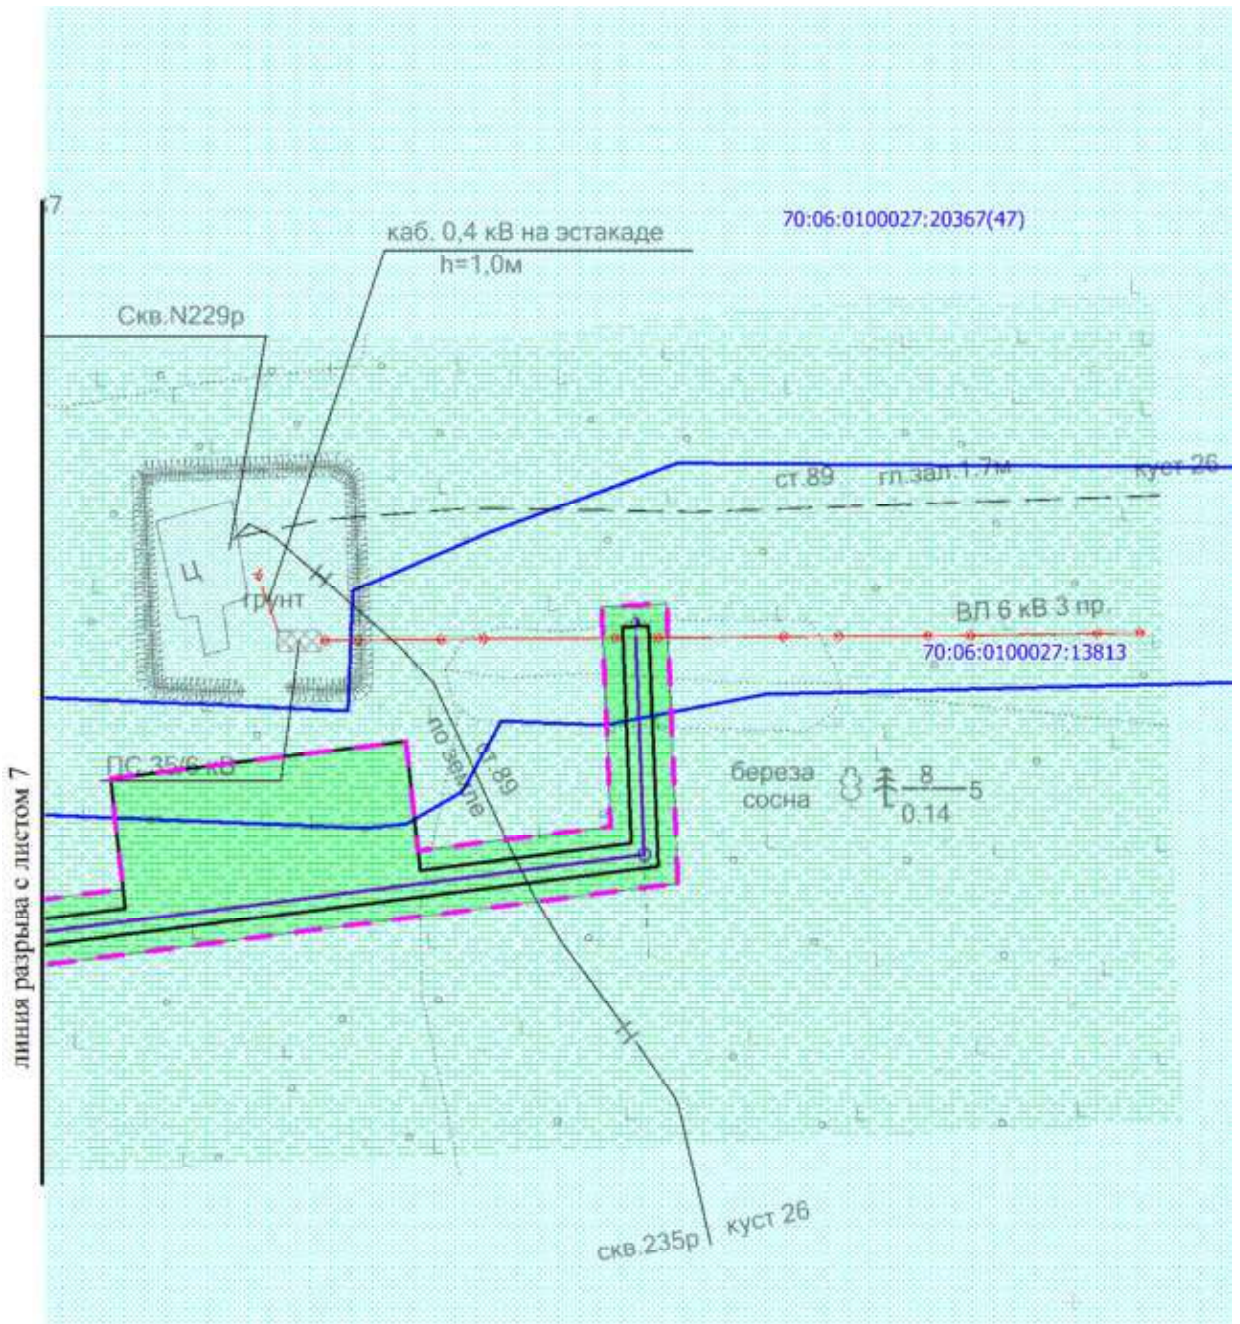 70:06:0100027:20367(47)
каб. 0,4 кВ на эстакаде
h=1,0м
Скв.N229р
ст.89
гл.зал.1.7м
куст 26
Ц
грунт
ВЛ 6 кВ 3 пр.
70:06:0100027:13813
ПС 35/6 кВ
по земле
ст.89
береза
сосна
8
0.14
5
линия разрыва с листом 7
скв.235р
куст 26